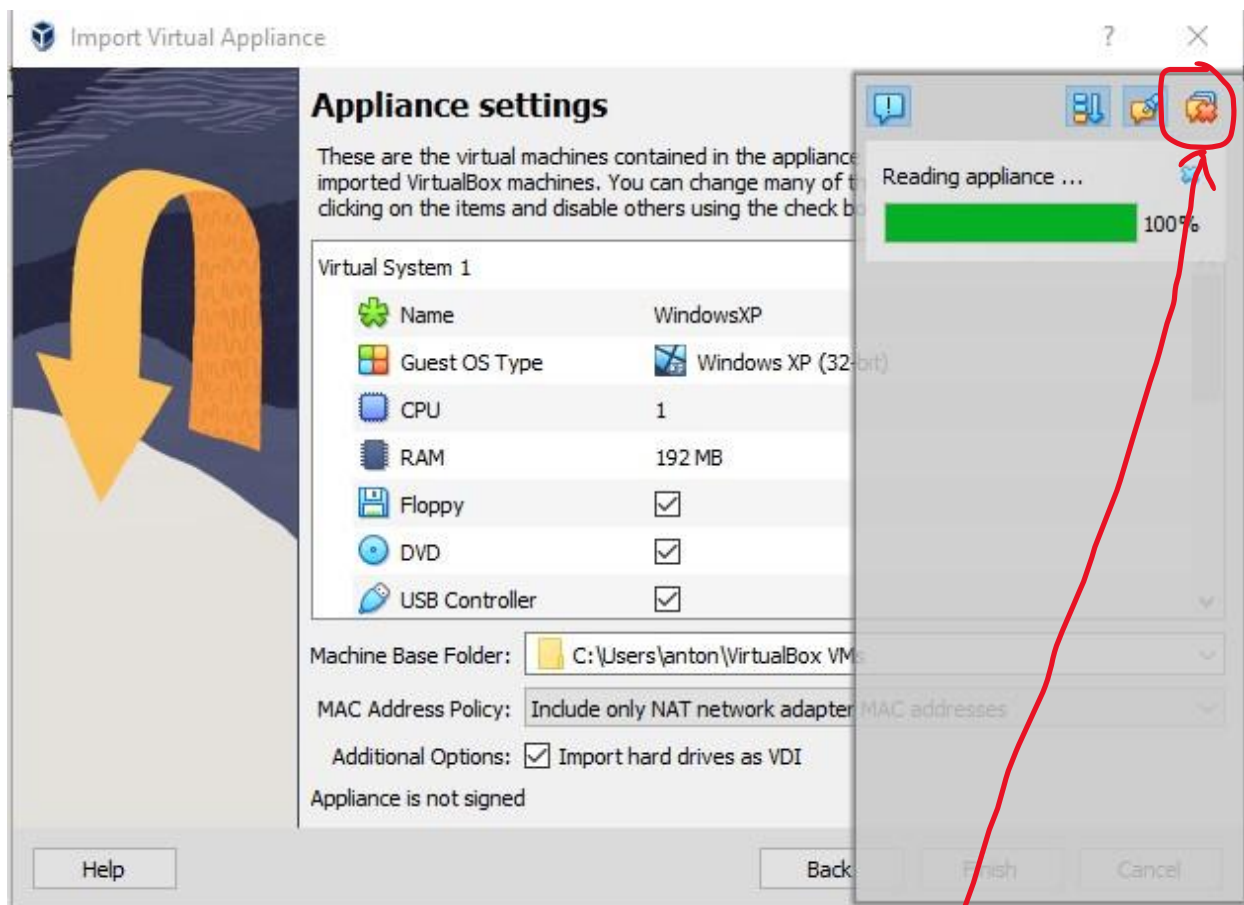 Import Virtual Appliance
Appliance settings
These are the virtual machines contained in the appliance
imported VirtualBox machines. You can change many of t
clicking on the items and disable others using the check bo
Reading appliance ...
100%
Virtual System 1
Name WindowsXP
Guest OS Type Windows XP (32-bit)
CPU 1
RAM 192 MB
Floppy
DVD
USB Controller
Machine Base Folder: C:\Users\anton\VirtualBox VMs
MAC Address Policy: Include only NAT network adapter MAC addresses
Additional Options: Import hard drives as VDI
Appliance is not signed
Help Back Finish Cancel